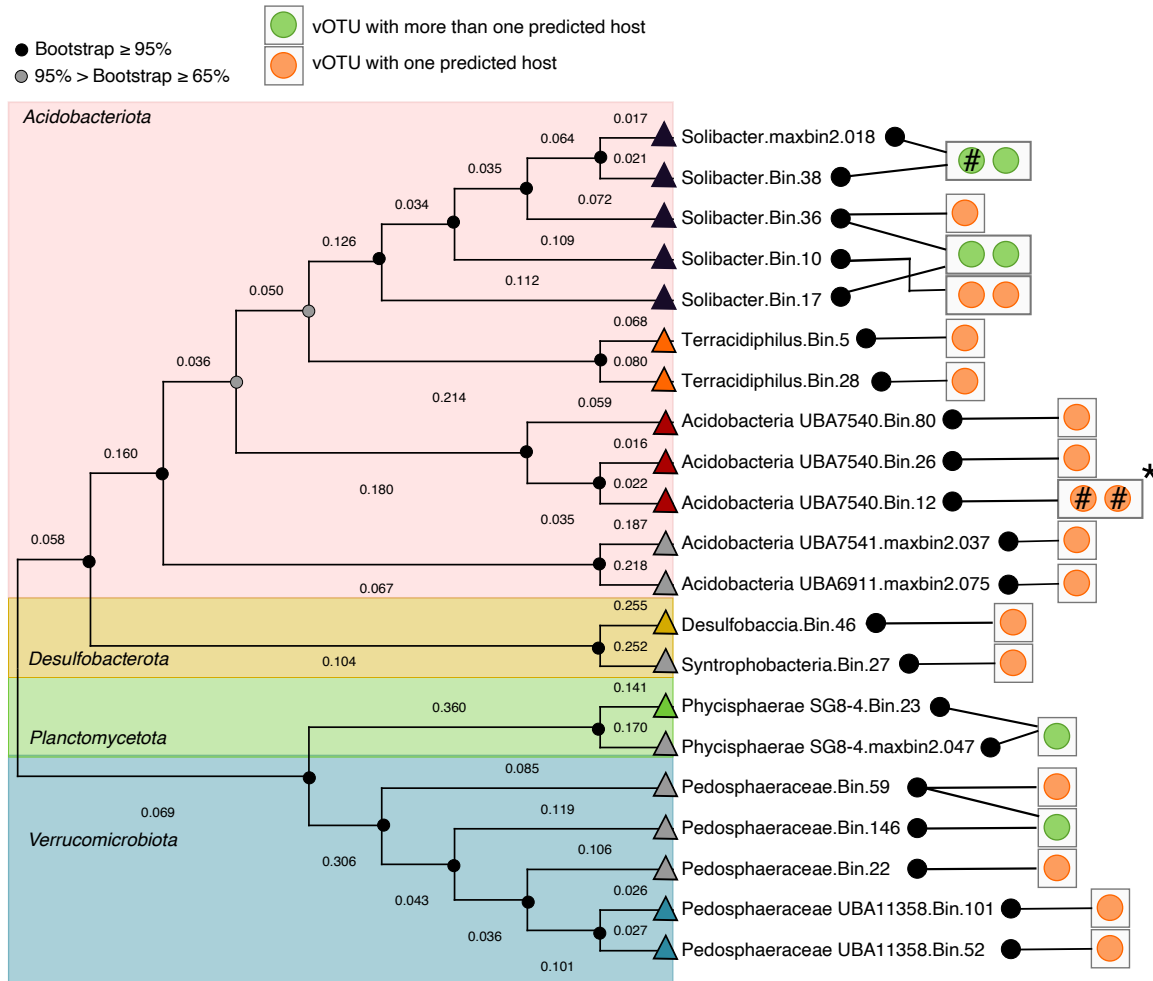 Bootstrap ≥ 95%
95% > Bootstrap ≥ 65%
vOTU with more than one predicted host
vOTU with one predicted host
Acidobacteriota
0.017
Solibacter.maxbin2.018
0.064
#
0.021
0.035
Solibacter.Bin.38
0.072
0.034
Solibacter.Bin.36
0.109
0.126
Solibacter.Bin.10
0.112
0.050
Solibacter.Bin.17
0.068
Terracidiphilus.Bin.5
0.036
0.080
Terracidiphilus.Bin.28
0.214
0.059
Acidobacteria UBA7540.Bin.80
0.016
0.160
Acidobacteria UBA7540.Bin.26
*
0.022
0.180
Acidobacteria UBA7540.Bin.12
# #
0.035
0.187
0.058
Acidobacteria UBA7541.maxbin2.037
0.218
0.067
Acidobacteria UBA6911.maxbin2.075
0.255
Desulfobaccia.Bin.46
0.252
Desulfobacterota
0.104
Syntrophobacteria.Bin.27
0.141
0.360
Phycisphaerae SG8-4.Bin.23
0.170
Planctomycetota
Phycisphaerae SG8-4.maxbin2.047
0.085
Pedosphaeraceae.Bin.59
0.069
0.119
Verrucomicrobiota
Pedosphaeraceae.Bin.146
0.106
0.306
Pedosphaeraceae.Bin.22
0.026
0.043
Pedosphaeraceae UBA11358.Bin.101
0.027
0.036
Pedosphaeraceae UBA11358.Bin.52
0.101